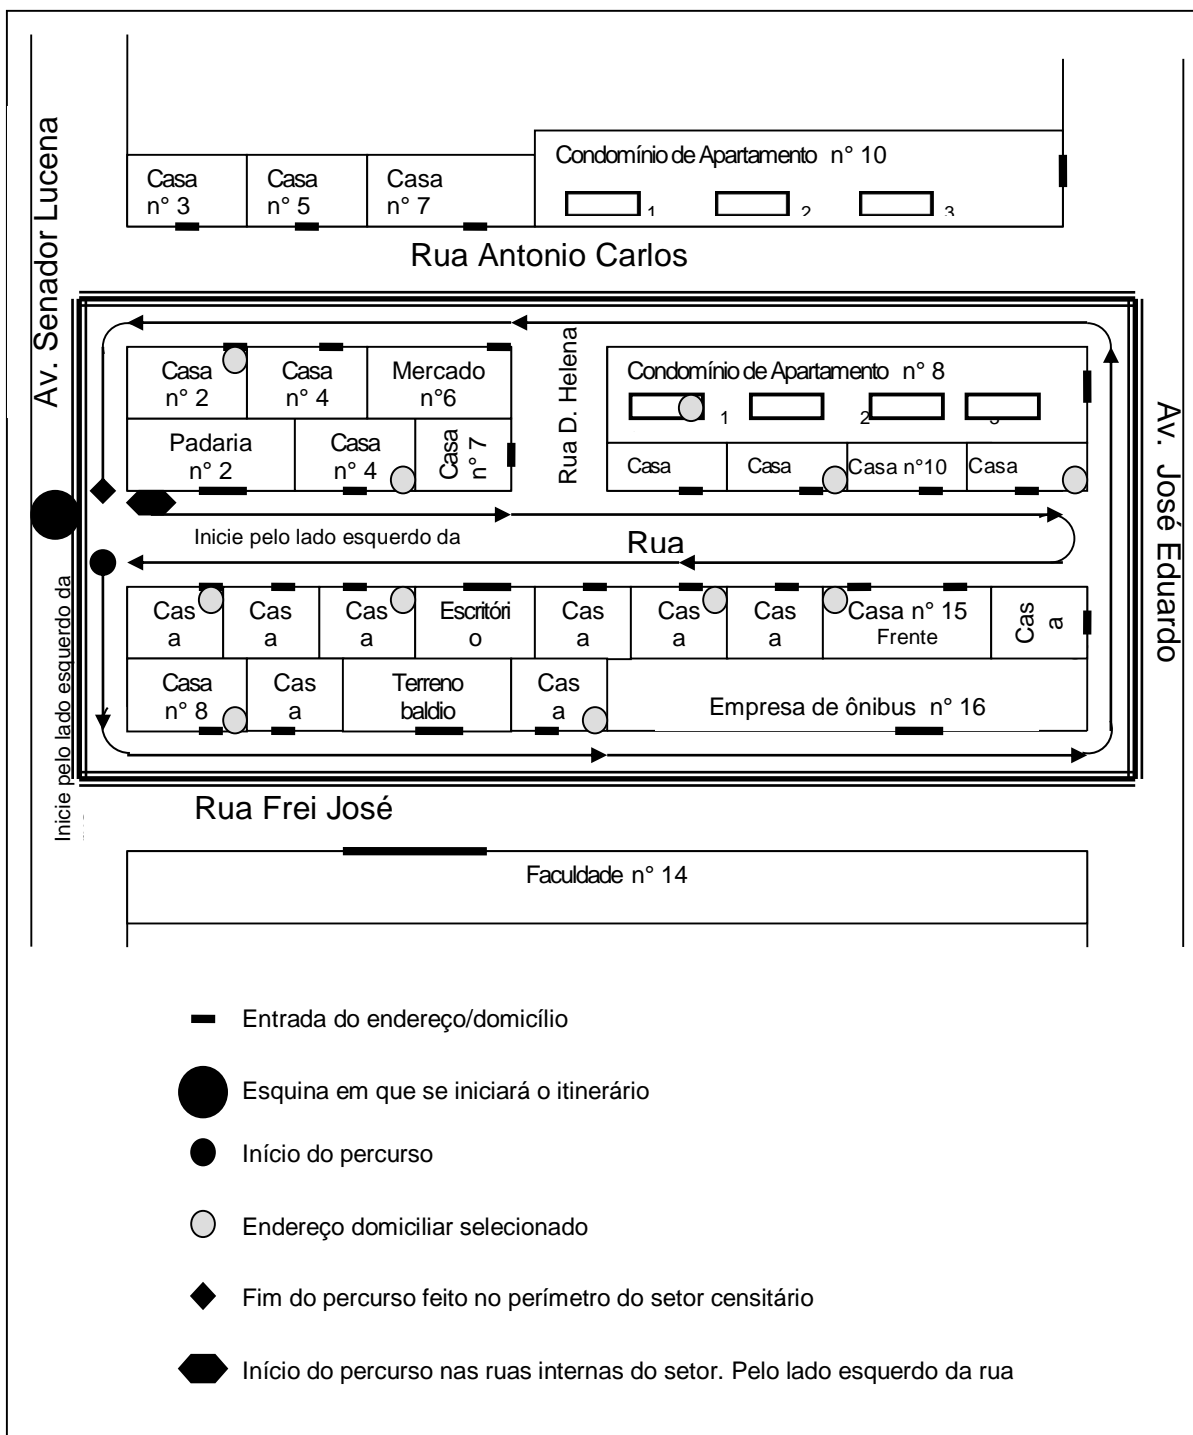 Av. Senador Lucena
Casa
n° 3
Casa
n° 5
Casa
n° 7
Condomínio de Apartamento n° 10
1
2
3
Rua Antonio Carlos
Casa
n° 2
Casa
n° 4
Mercado
n°6
Rua D. Helena
Condomínio de Apartamento n° 8
1
2
3
Padaria
n° 2
Casa
n° 4
Casa
n° 7
Casa
Casa
Casa n°10
Casa
Av. José Eduardo
Inicie pelo lado esquerdo da
Rua
Inicie pelo lado esquerdo da
Cas
a
Cas
a
Cas
a
Escritóri
o
Cas
a
Cas
a
Cas
a
Casa n° 15
Frente
Cas
a
Casa
n° 8
Cas
a
Terreno
baldio
Cas
a
Empresa de ônibus n° 16
Rua Frei José
Faculdade n° 14
Entrada do endereço/domicílio
Esquina em que se iniciará o itinerário
Início do percurso
Endereço domiciliar selecionado
Fim do percurso feito no perímetro do setor censitário
Início do percurso nas ruas internas do setor. Pelo lado esquerdo da rua